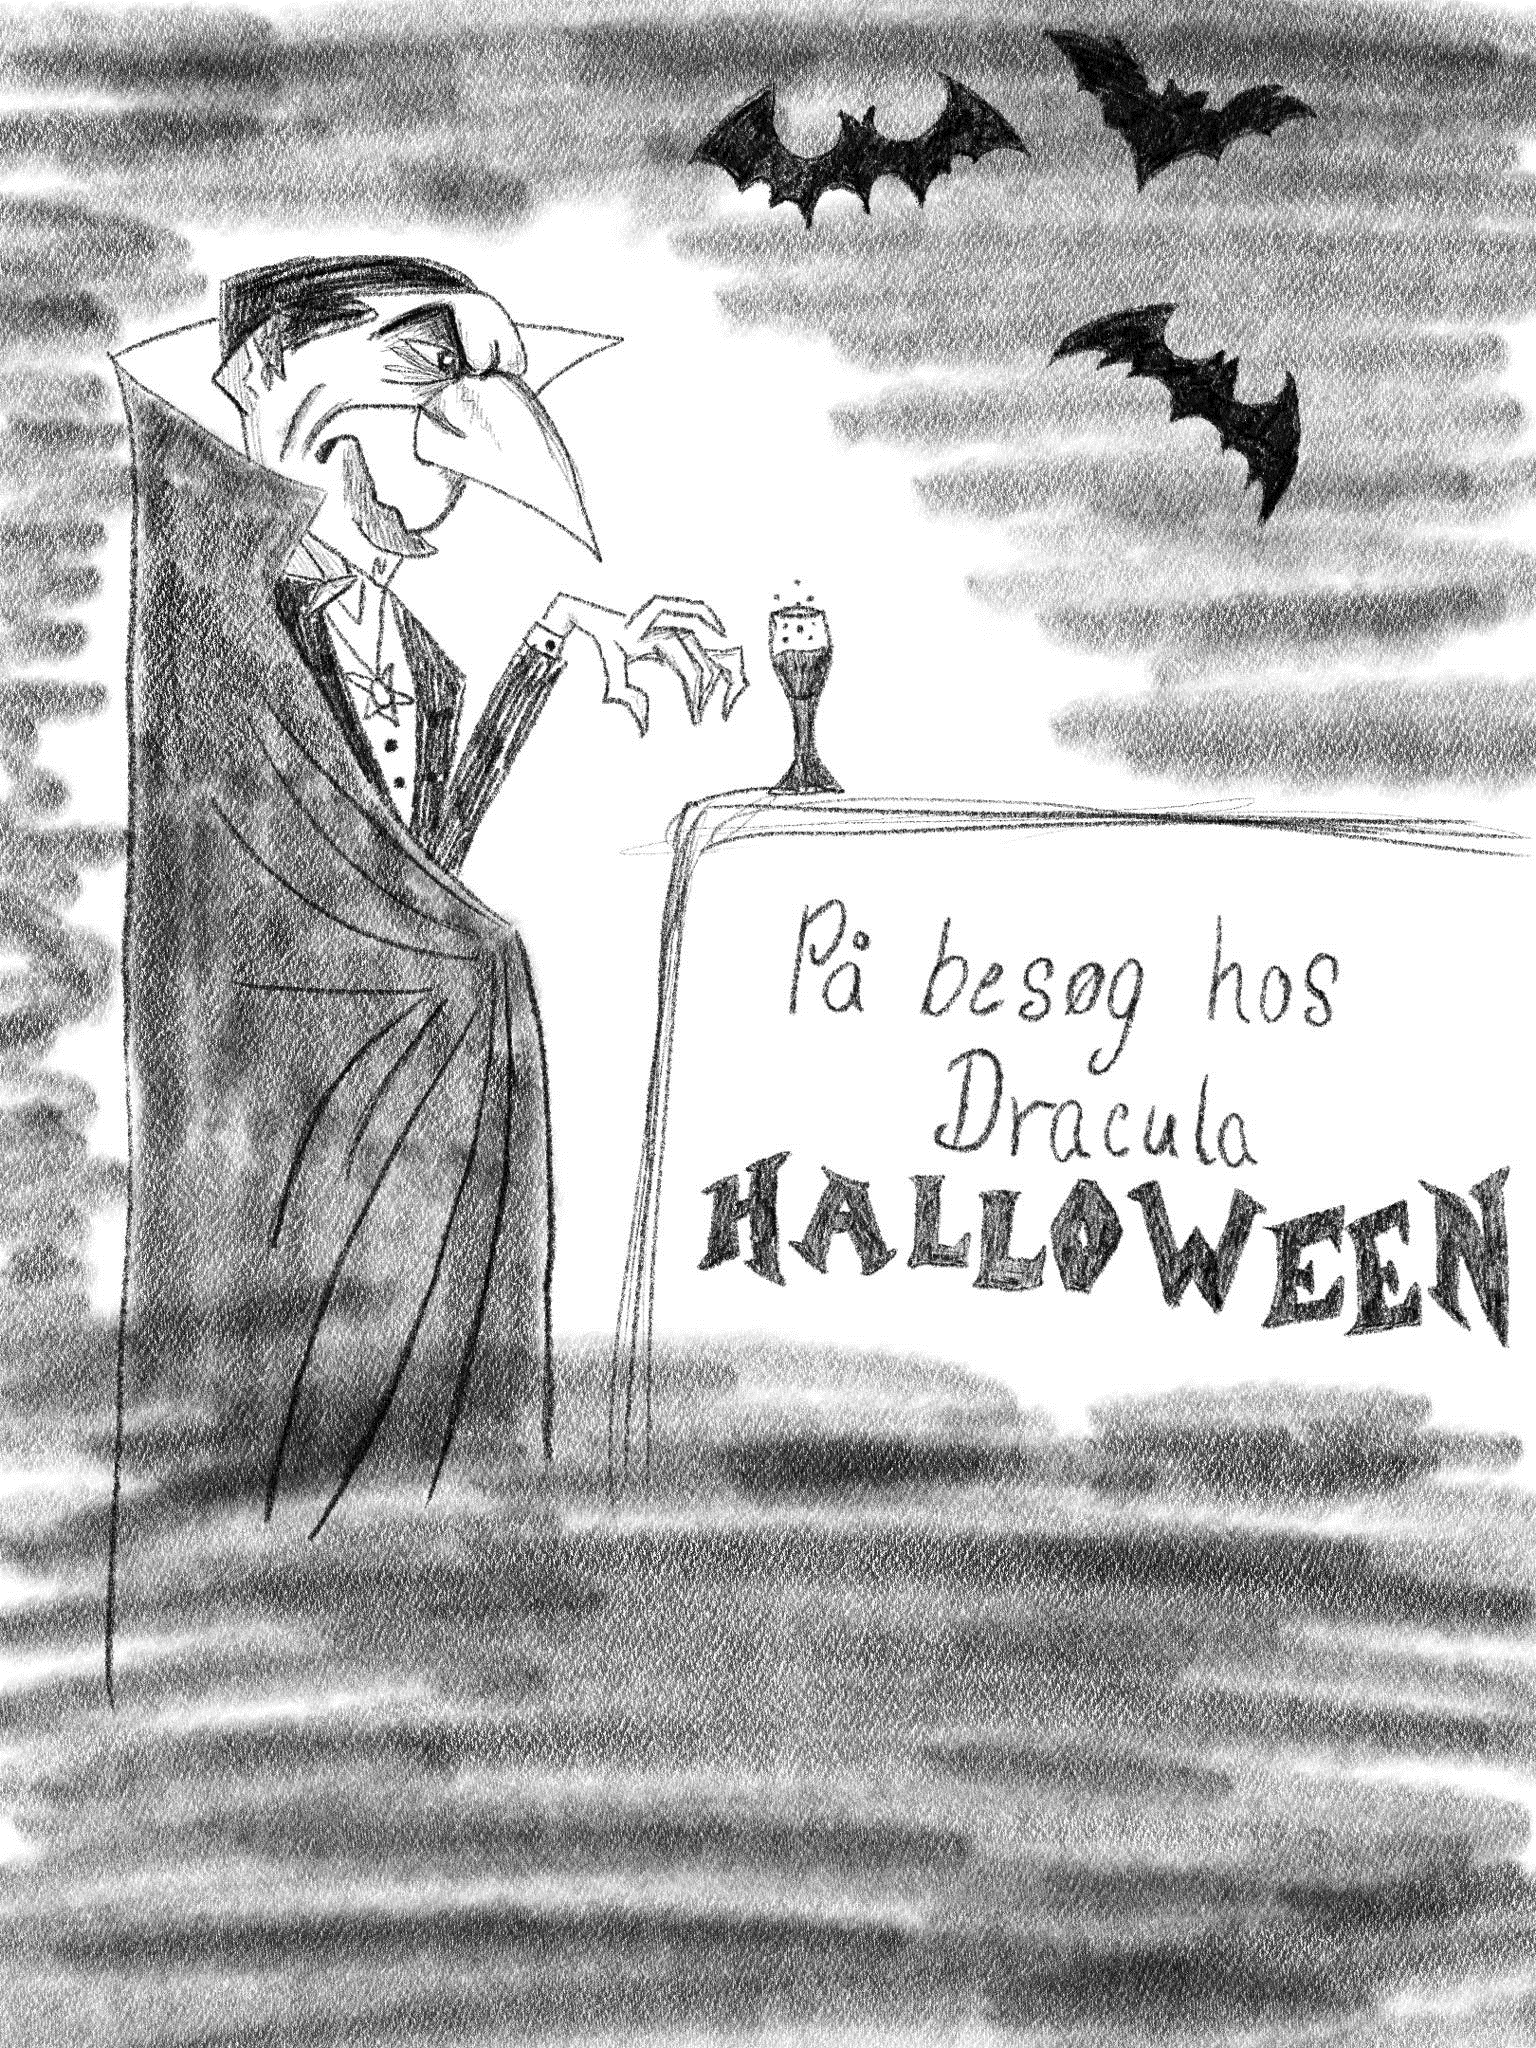 På besøg hos
Dracula
HALLOWEEN